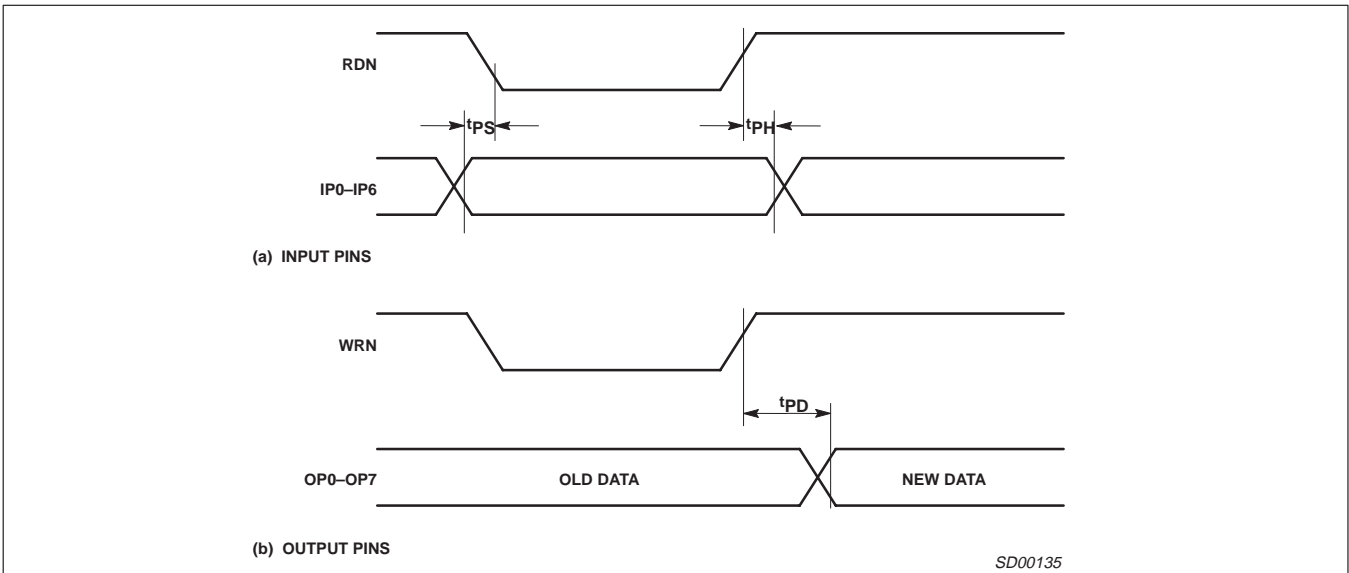 RDN
tPS
tPH
IP0–IP6
(a) INPUT PINS
WRN
tPD
OP0–OP7
OLD DATA
NEW DATA
(b) OUTPUT PINS
SD00135